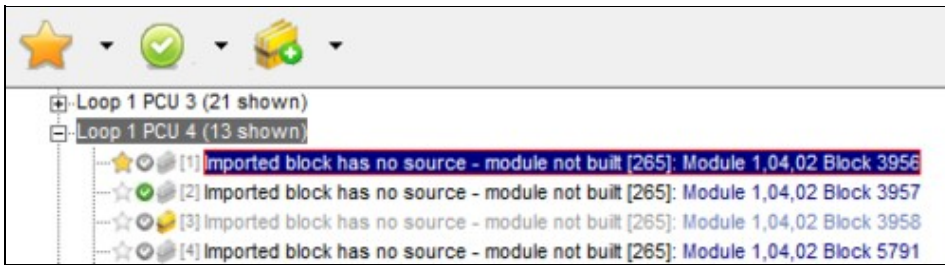 Loop 1 PCU 3 (21 shown)
Loop 1 PCU 4 (13 shown)
[1] Imported block has no source - module not built [265]: Module 1,04,02 Block 3956
[2] Imported block has no source - module not built [265]: Module 1,04,02 Block 3957
[3] Imported block has no source - module not built [265]: Module 1,04,02 Block 3958
[4] Imported block has no source - module not built [265]: Module 1,04,02 Block 5791